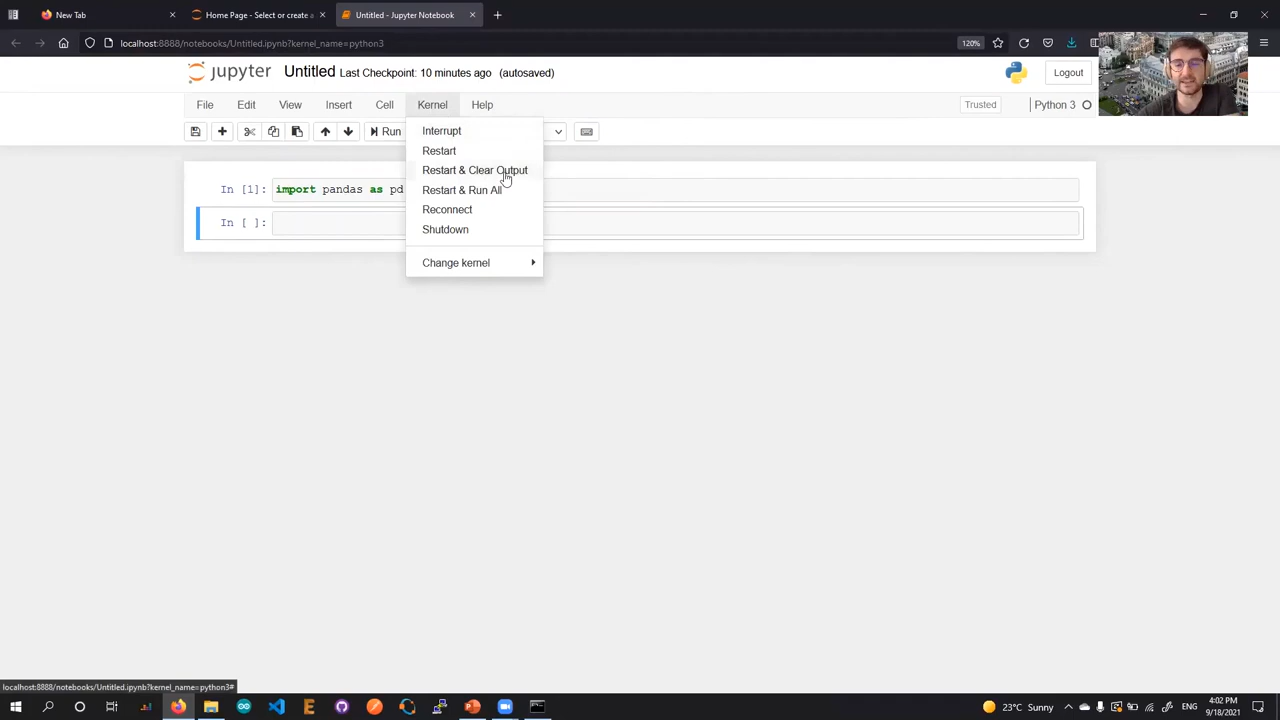 New Tab
Home Page - Select or create a
Untitled - Jupyter Notebook
localhost:8888/notebooks/Untitled.ipynb?kernel_name=python3
120%
jupyter Untitled Last Checkpoint: 10 minutes ago (autosaved)
Logout
File Edit View Insert Cell Kernel Help
Trusted
Python 3
Run
Interrupt
Restart
Restart & Clear Output
Restart & Run All
Reconnect
Shutdown
Change kernel
In [1]: import pandas as pd
In [ ]:
localhost:8888/notebooks/Untitled.ipynb?kernel_name=python3#
23°C Sunny
4:02 PM
9/18/2021